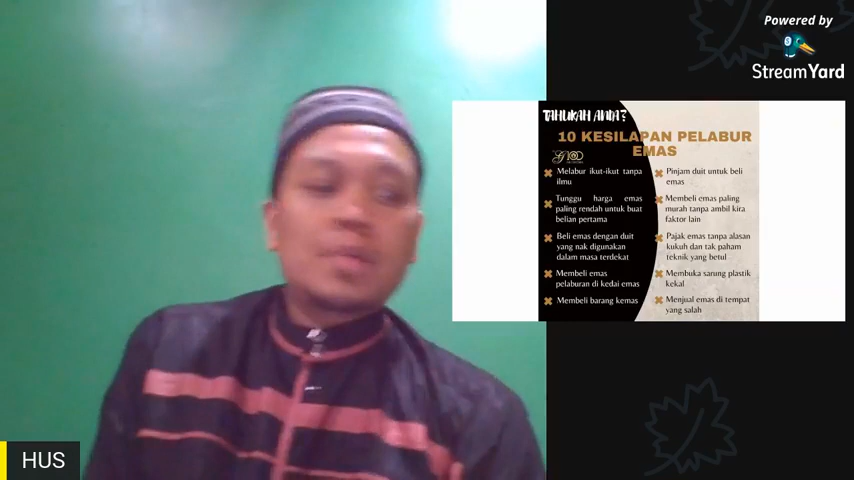 Powered by
StreamYard
TAHUKAH ANDA?
10 KESILAPAN PELABUR
EMAS
G100
Melabur ikut-ikut tanpa
ilmu
Tunggu harga emas
paling rendah untuk buat
belian pertama
Beli emas dengan duit
yang nak digunakan
dalam masa terdekat
Membeli emas
pelaburan di kedai emas
Membeli barang kemas
Pinjam duit untuk beli
emas
Membeli emas paling
murah tanpa ambil kira
faktor lain
Pajak emas tanpa alasan
kukuh dan tak paham
teknik yang betul
Membuka sarung plastik
kekal
Menjual emas di tempat
yang salah
HUS